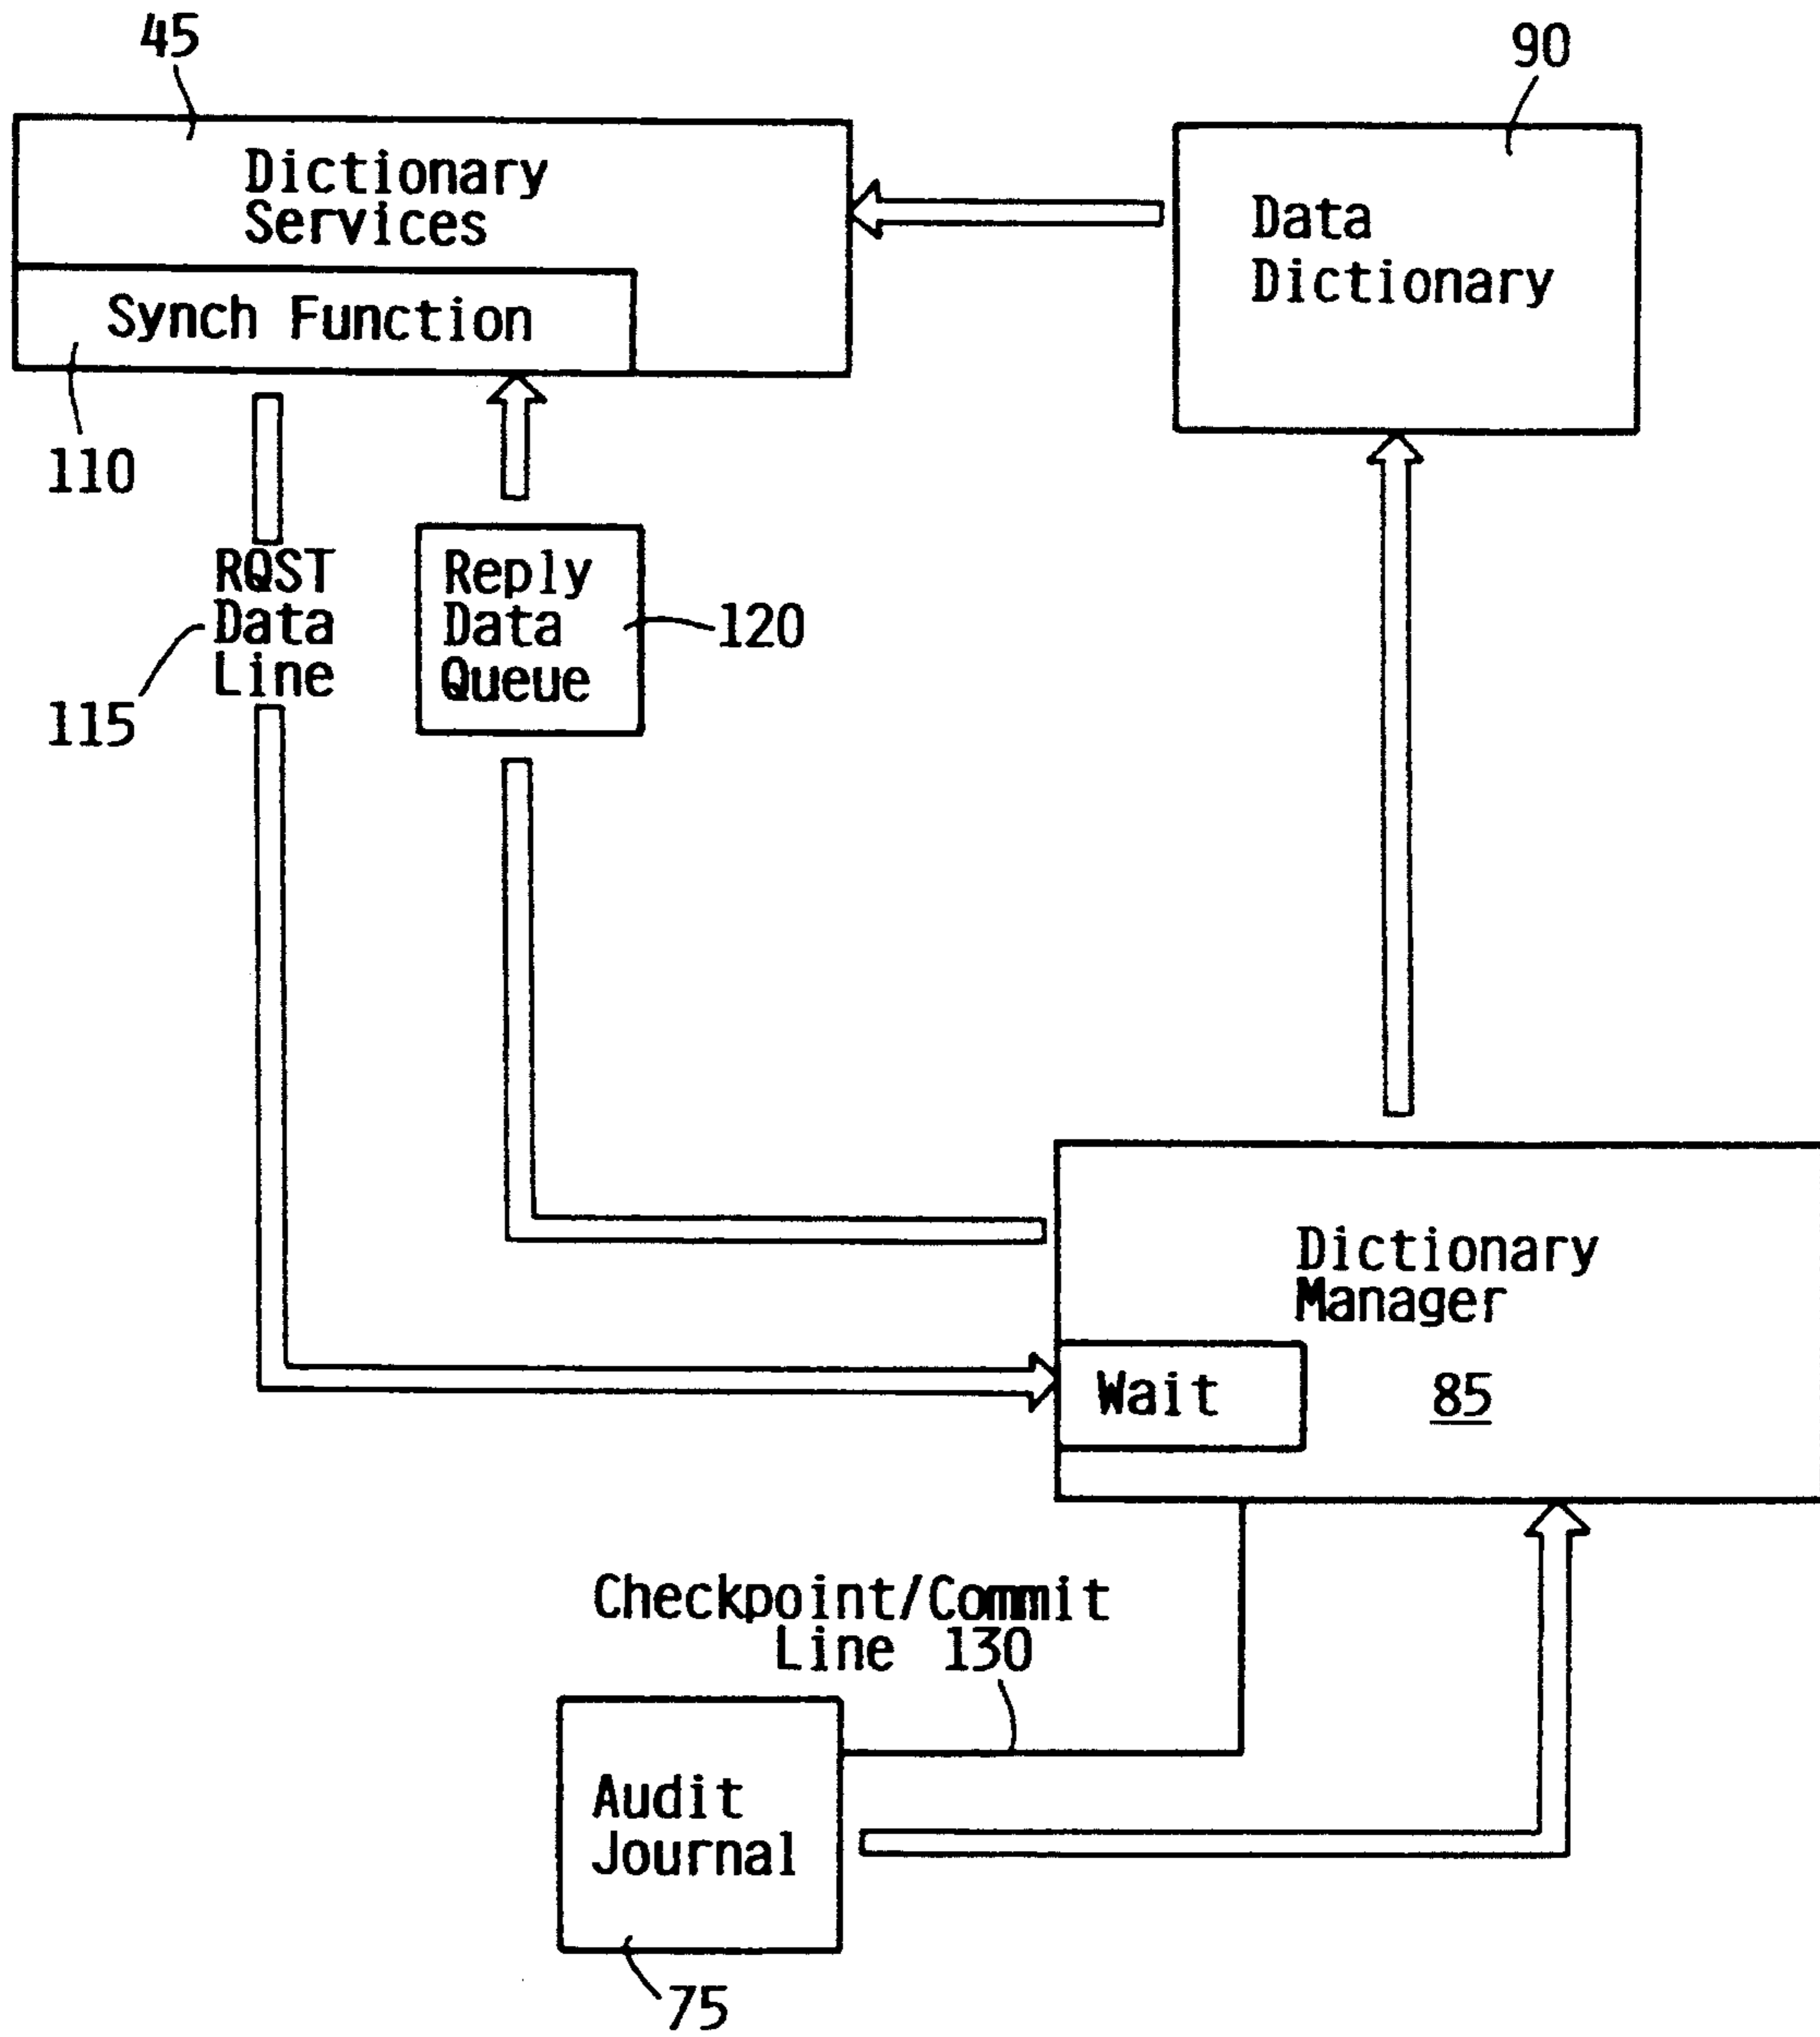 45
90
Dictionary
Services
Data
Dictionary
Synch Function
110
RQST
Data
Line
115
Reply
Data
Queue
120
Dictionary
Manager
Wait
85
Checkpoint/Commit
Line 130
Audit
Journal
75